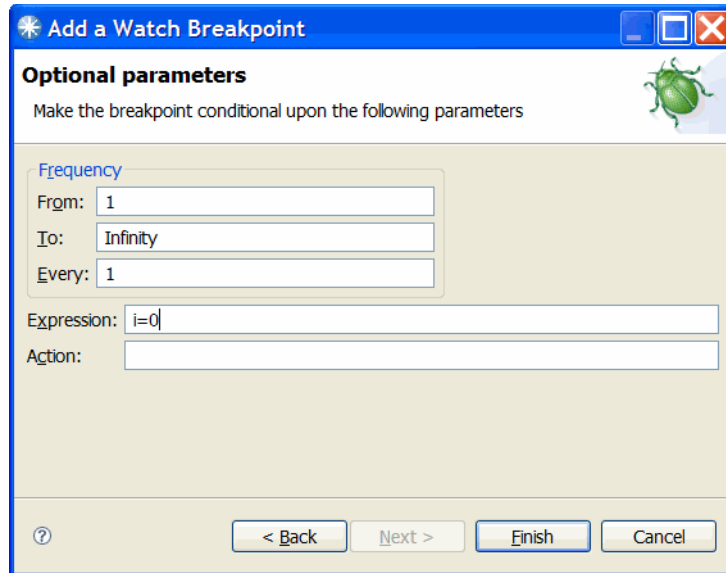 Add a Watch Breakpoint
Optional parameters
Make the breakpoint conditional upon the following parameters
Frequency
From: 1
To: Infinity
Every: 1
Expression: i=0
Action:
? < Back Next > Finish Cancel